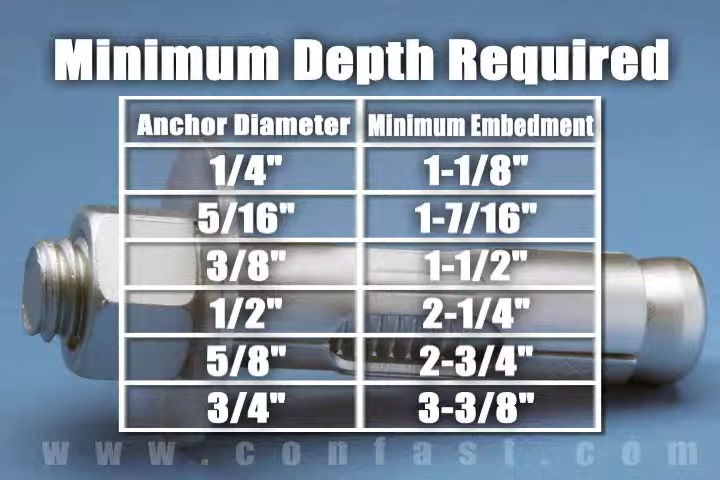 Minimum Depth Required
Anchor Diameter Minimum Embedment
1/4" 1-1/8"
5/16" 1-7/16"
3/8" 1-1/2"
1/2" 2-1/4"
5/8" 2-3/4"
3/4" 3-3/8"
www.confast.com